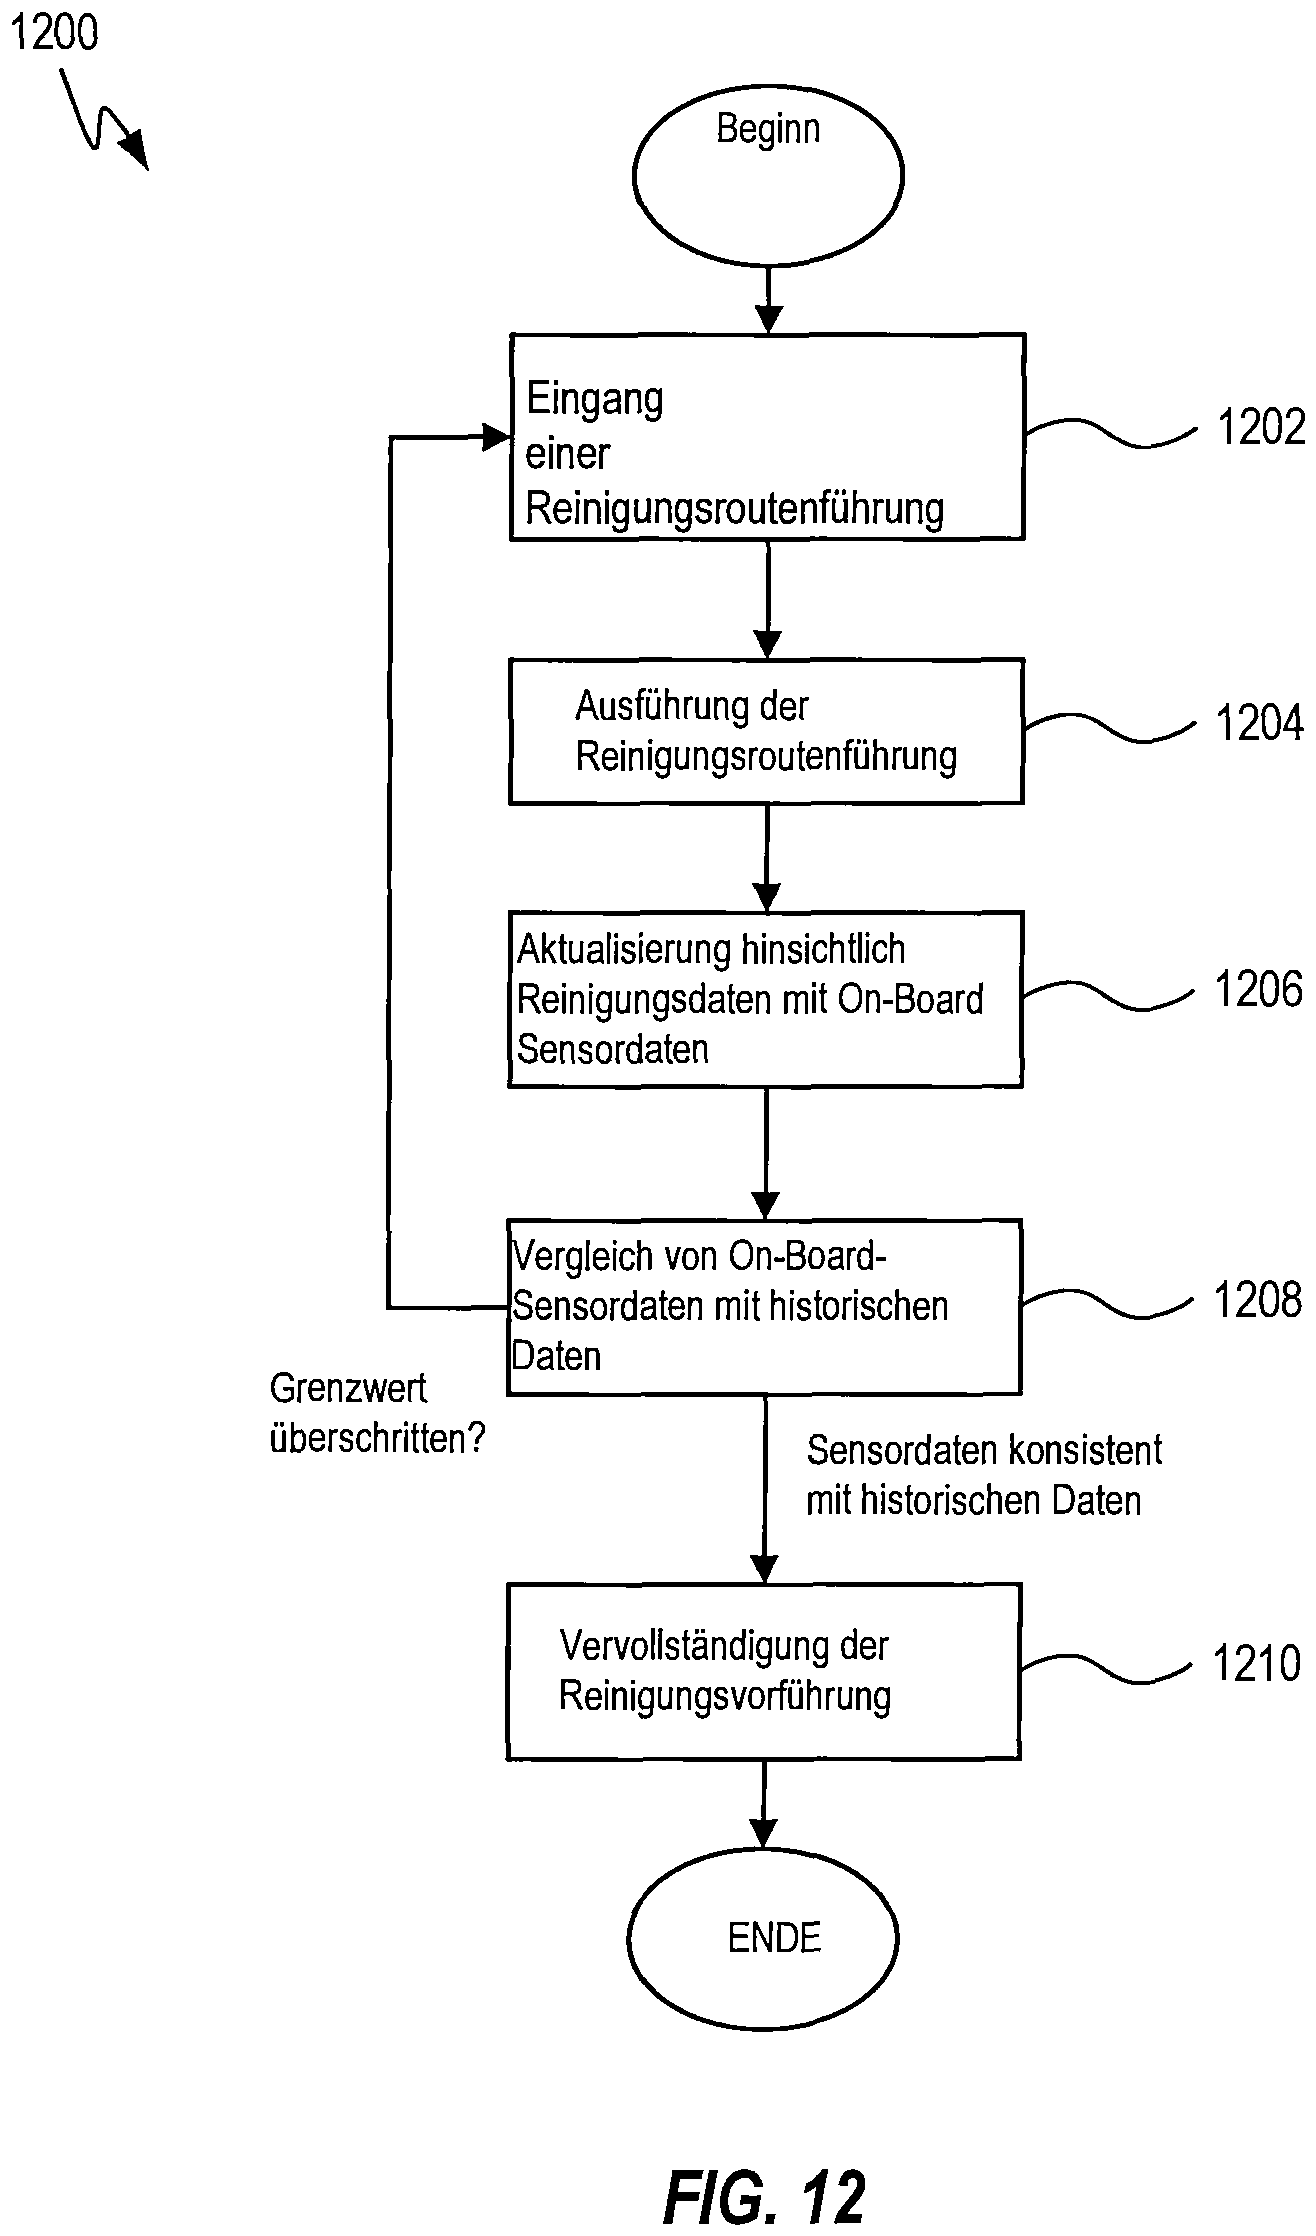 1200
Beginn
Eingang
einer
Reinigungsroutenführung
1202
Ausführung der
Reinigungsroutenführung
1204
Aktualisierung hinsichtlich
Reinigungsdaten mit On-Board
Sensordaten
1206
Vergleich von On-Board-
Sensordaten mit historischen
Daten
1208
Grenzwert
überschritten?
Sensordaten konsistent
mit historischen Daten
Vervollständigung der
Reinigungsvorführung
1210
ENDE
FIG. 12